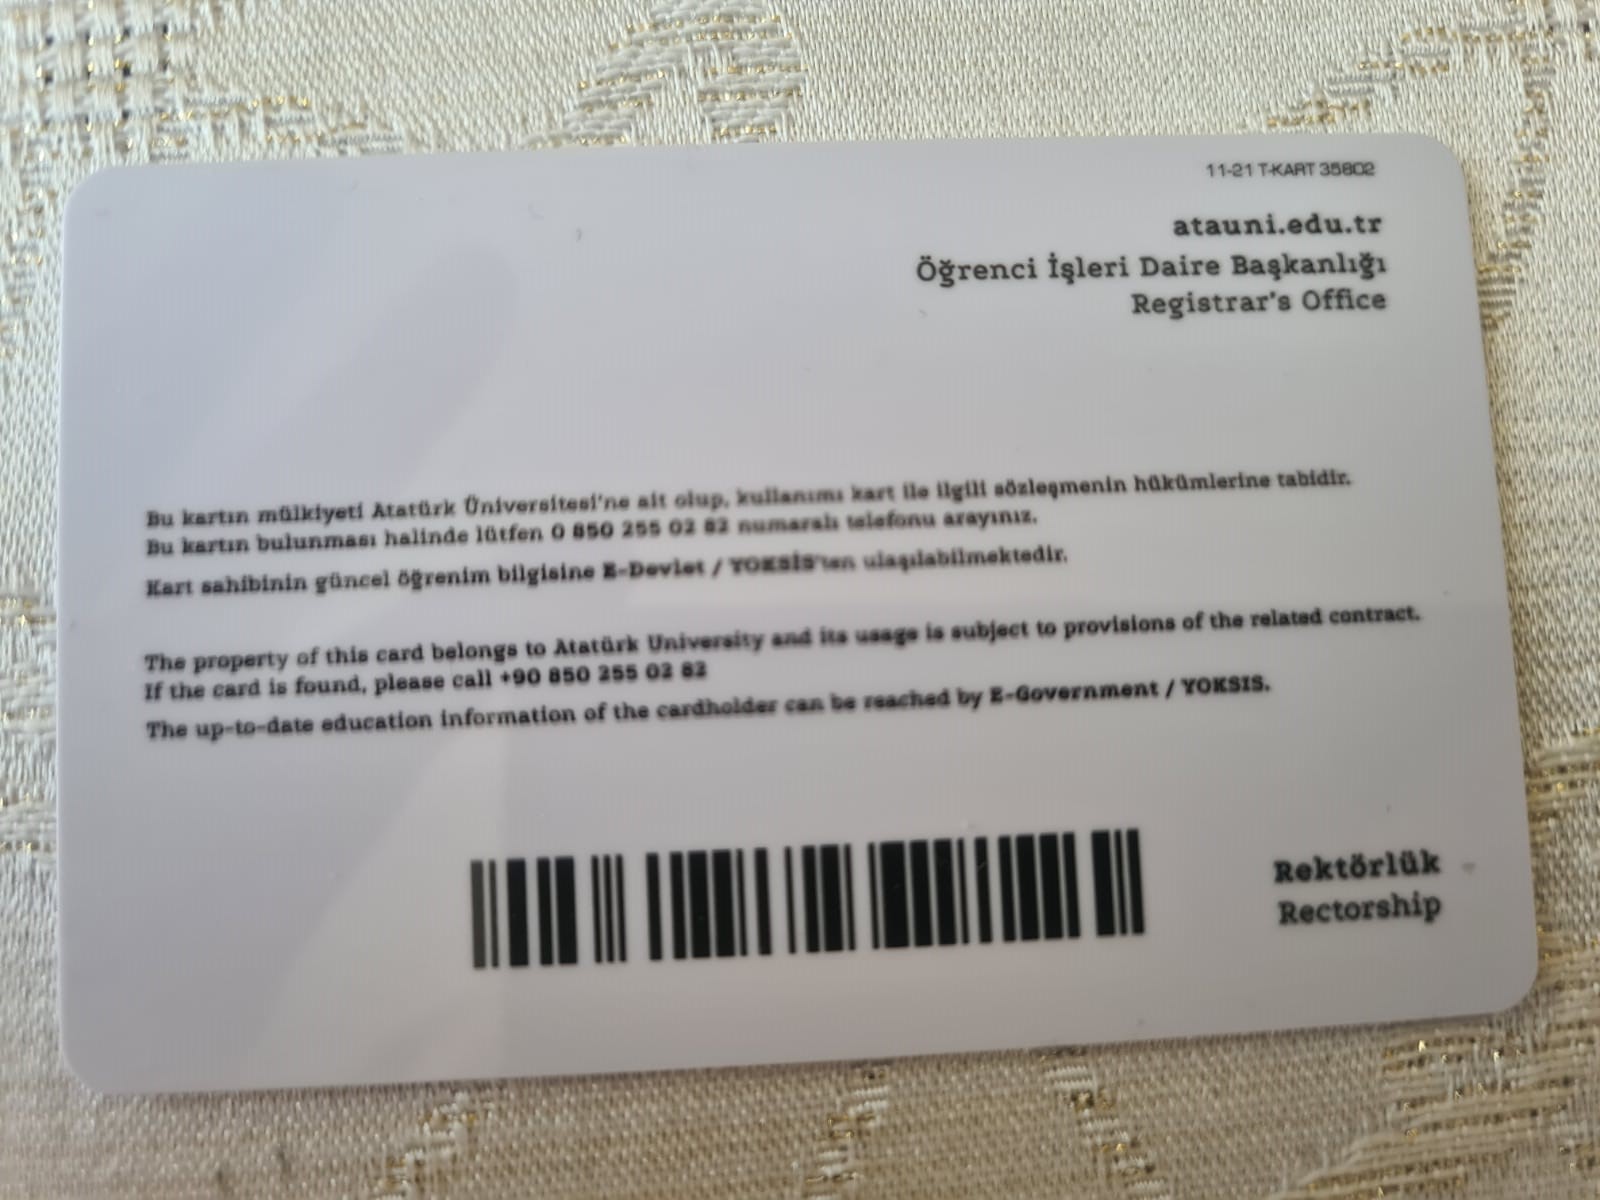 11-21 T-KART 35802
atauni.edu.tr
Öğrenci İşleri Daire Başkanlığı
Registrar's Office
Bu kartın mülkiyeti Atatürk Üniversitesi'ne ait olup, kullanımı kart ile ilgili sözleşmenin hükümlerine tabidir.
Bu kartın bulunması halinde lütfen 0 850 255 02 82 numaralı telefonu arayınız.
Kart sahibinin güncel öğrenim bilgisine E-Devlet / YOKSİS'ten ulaşılabilmektedir.
The property of this card belongs to Atatürk University and its usage is subject to provisions of the related contract.
If the card is found, please call +90 850 255 02 82
The up-to-date education information of the cardholder can be reached by E-Government / YOKSIS.
Rektörlük
Rectorship